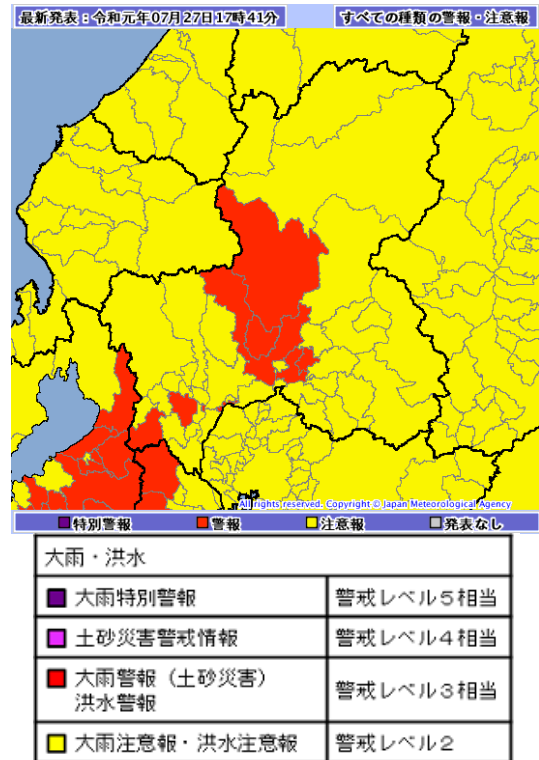 最新発表：令和元年07月27日17時41分 すべての種類の警報・注意報
All rights reserved. Copyright © Japan Meteorological Agency
特別警報 警報 注意報 発表なし
大雨・洪水
大雨特別警報 警戒レベル5相当
土砂災害警戒情報 警戒レベル4相当
大雨警報（土砂災害）
洪水警報 警戒レベル3相当
大雨注意報・洪水注意報 警戒レベル2